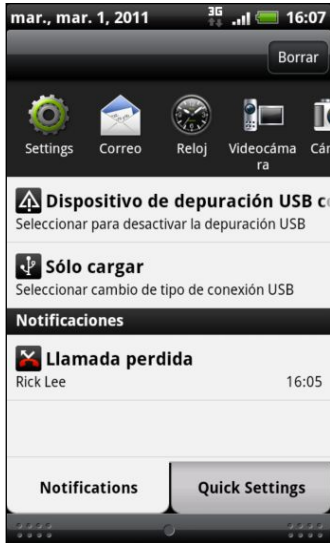 mar., mar. 1, 2011 3G 16:07
Borrar
Settings Correo Reloj Videocáma
ra
Dispositivo de depuración USB
Seleccionar para desactivar la depuración USB
Sólo cargar
Seleccionar cambio de tipo de conexión USB
Notificaciones
Llamada perdida
Rick Lee 16:05
Notifications Quick Settings